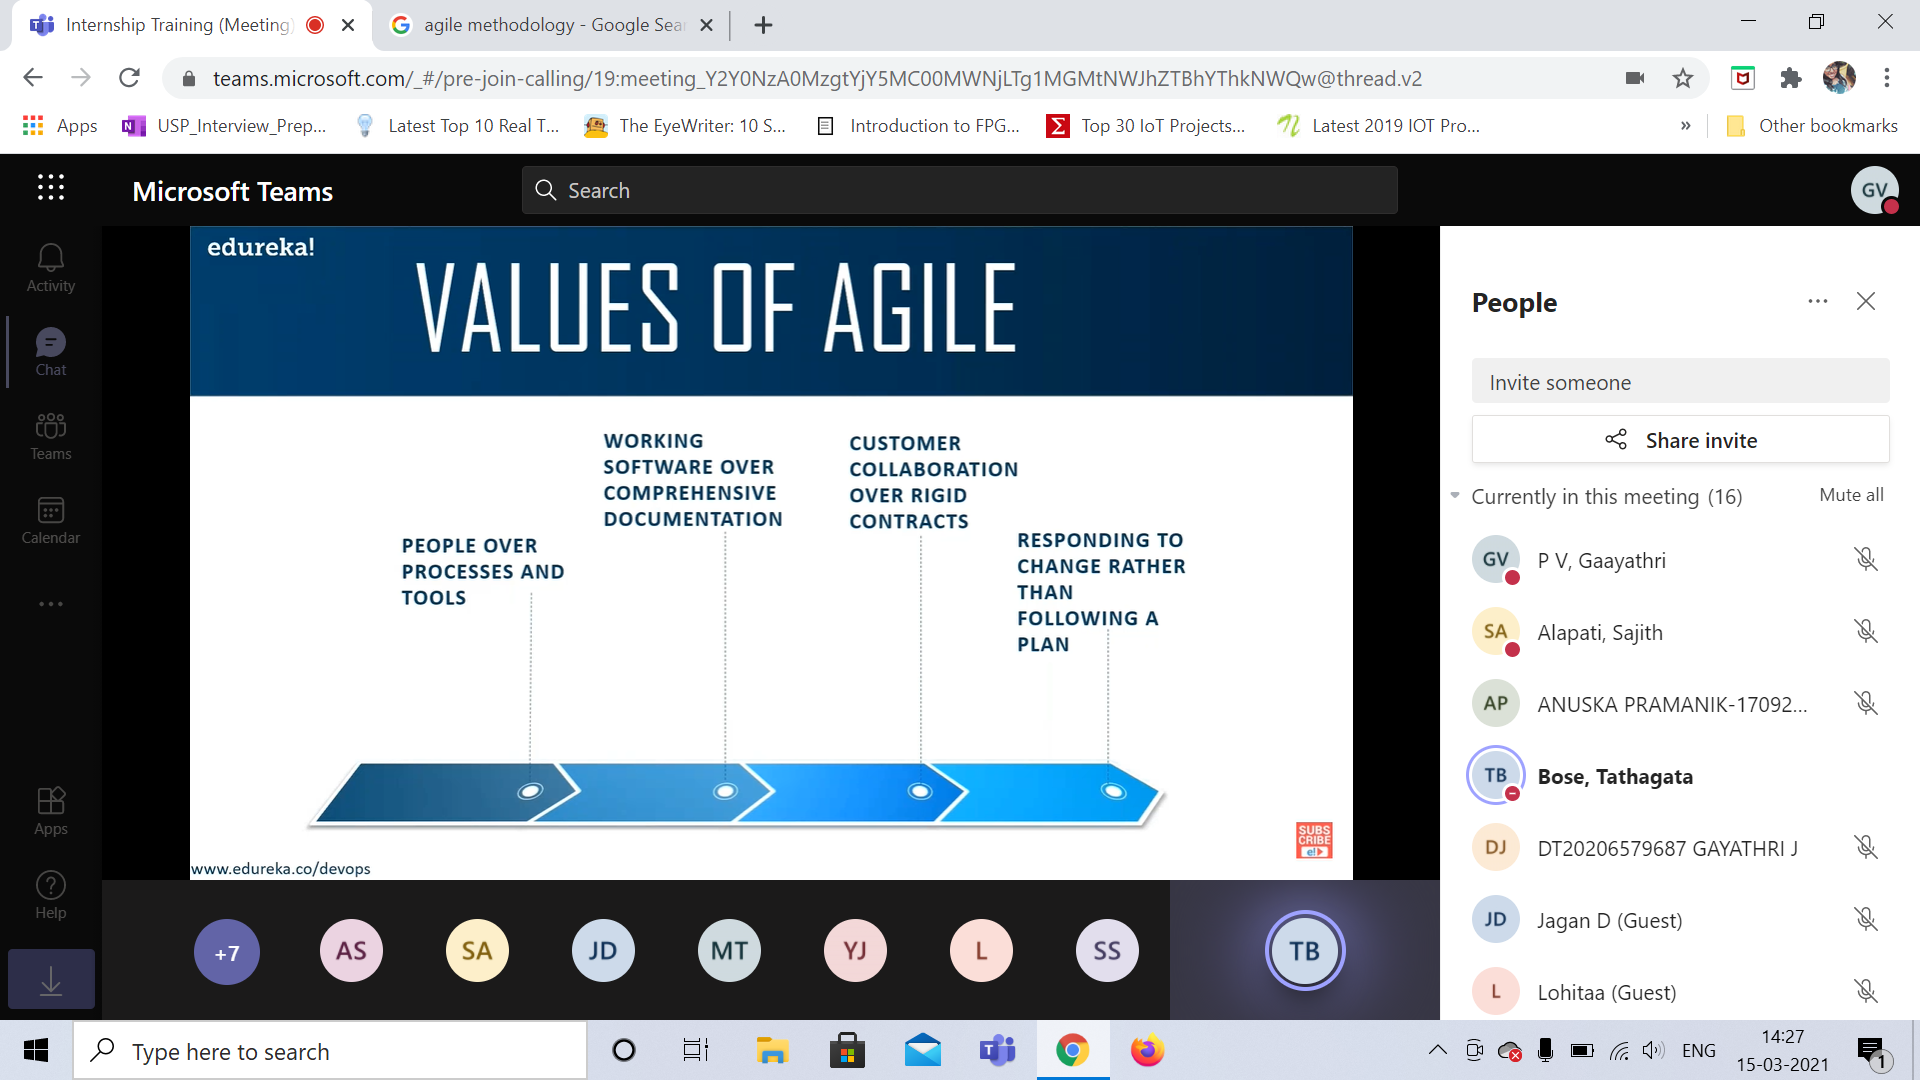 Internship Training (Meeting)
agile methodology - Google Sea
teams.microsoft.com/_#/pre-join-calling/19:meeting_Y2Y0NzA0MzgtYjY5MC00MWNjLTg1MGMtNWJhZTBhYThkNWQw@thread.v2
Apps
USP_Interview_Prep...
Latest Top 10 Real T...
The EyeWriter: 10 S...
Introduction to FPG...
Top 30 IoT Projects...
Latest 2019 IOT Pro...
»
Other bookmarks
Microsoft Teams
Search
GV
Activity
Chat
Teams
Calendar
Apps
Help
edureka!
VALUES OF AGILE
PEOPLE OVER
PROCESSES AND
TOOLS
WORKING
SOFTWARE OVER
COMPREHENSIVE
DOCUMENTATION
CUSTOMER
COLLABORATION
OVER RIGID
CONTRACTS
RESPONDING TO
CHANGE RATHER
THAN
FOLLOWING A
PLAN
SUBS
CRIBE
e!
www.edureka.co/devops
+7
AS
SA
JD
MT
YJ
L
SS
TB
People
Invite someone
Share invite
Currently in this meeting (16)
Mute all
GV
P V, Gaayathri
SA
Alapati, Sajith
AP
ANUSKA PRAMANIK-17092...
TB
Bose, Tathagata
DJ
DT20206579687 GAYATHRI J
JD
Jagan D (Guest)
L
Lohitaa (Guest)
Type here to search
ENG
14:27
15-03-2021
1